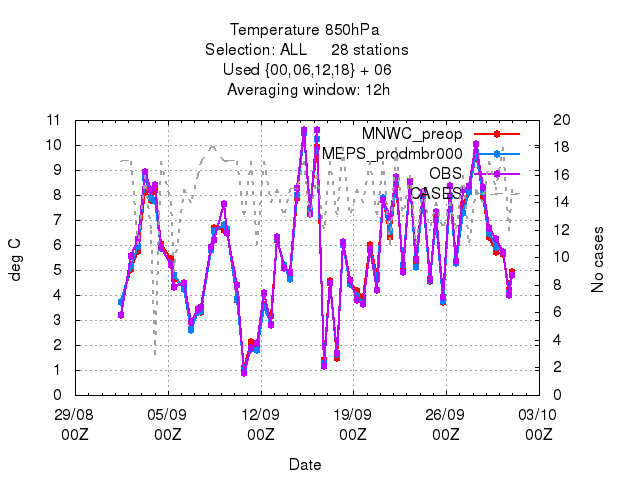 Temperature 850hPa
Selection: ALL 28 stations
Used {00,06,12,18} + 06
Averaging window: 12h
11
10
9
8
7
6
5
4
3
2
1
0
deg C
20
18
16
14
12
10
8
6
4
2
0
No cases
MNWC_preop
MEPS_prodmbr000
OBS
CASES
29/08 05/09 12/09 19/09 26/09 03/10
00Z 00Z 00Z 00Z 00Z 00Z
Date